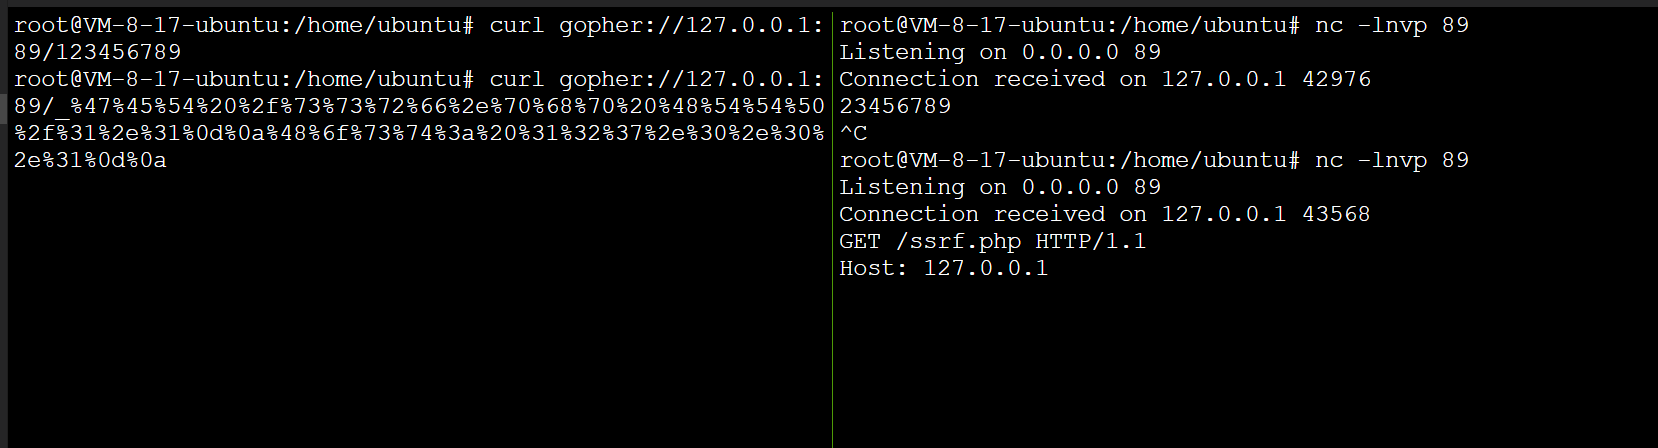 root@VM-8-17-ubuntu:/home/ubuntu# curl gopher://127.0.0.1:
89/123456789
root@VM-8-17-ubuntu:/home/ubuntu# curl gopher://127.0.0.1:
89/_%47%45%54%20%2f%73%73%72%66%2e%70%68%70%20%48%54%54%50
%2f%31%2e%31%0d%0a%48%6f%73%74%3a%20%31%32%37%2e%30%2e%30%
2e%31%0d%0a
root@VM-8-17-ubuntu:/home/ubuntu# nc -lnvp 89
Listening on 0.0.0.0 89
Connection received on 127.0.0.1 42976
23456789
^C
root@VM-8-17-ubuntu:/home/ubuntu# nc -lnvp 89
Listening on 0.0.0.0 89
Connection received on 127.0.0.1 43568
GET /ssrf.php HTTP/1.1
Host: 127.0.0.1